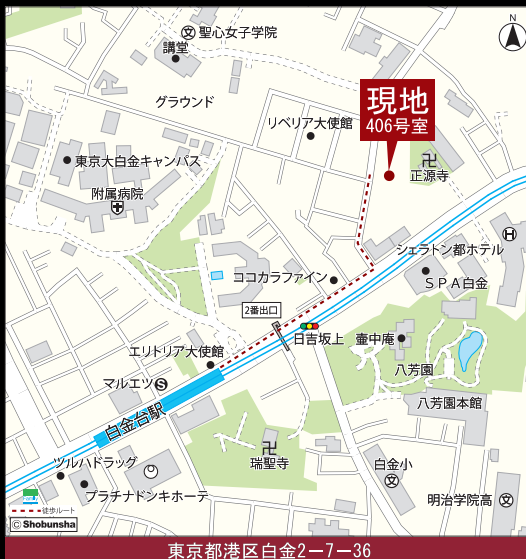 N
聖心女子学院
講堂
グラウンド
現地
406号室
リベリア大使館
東京大白金キャンパス
正源寺
附属病院
シェラトン都ホテル
ココカラファイン
SPA白金
2番出口
日吉坂上
壷中庵
エリトリア大使館
八芳園
マルエツ
八芳園本館
白金台駅
瑞聖寺
ツルハドラッグ
白金小
プラチナドンキホーテ
明治学院高
徒歩ルート
© Shobunsha
東京都港区白金2−7−36